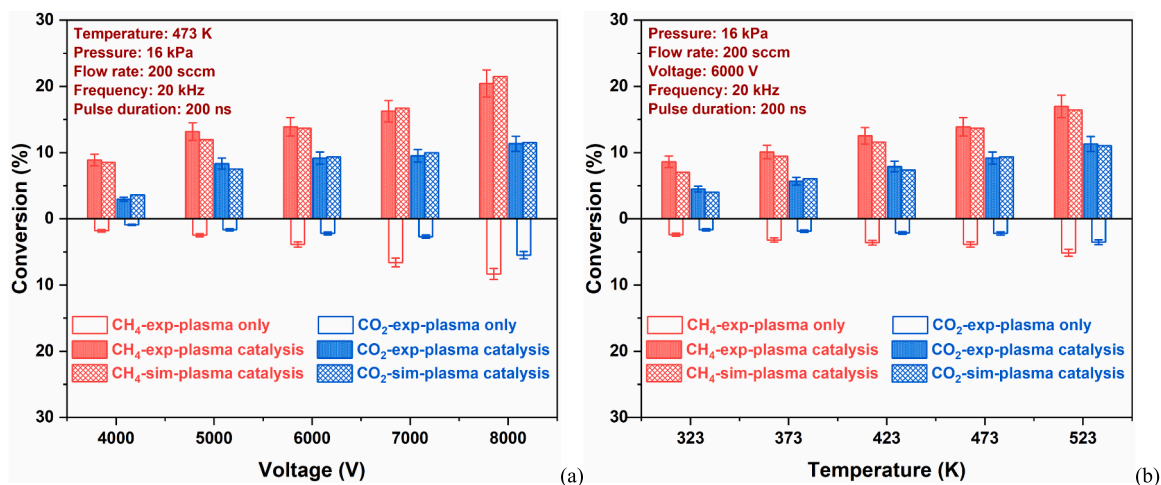 30
20
10
0
10
20
30
Conversion (%)
Temperature: 473 K
Pressure: 16 kPa
Flow rate: 200 sccm
Frequency: 20 kHz
Pulse duration: 200 ns
CH₄-exp-plasma only
CH₄-exp-plasma catalysis
CH₄-sim-plasma catalysis
CO₂-exp-plasma only
CO₂-exp-plasma catalysis
CO₂-sim-plasma catalysis
4000 5000 6000 7000 8000
Voltage (V)
(a)
30
20
10
0
10
20
30
Conversion (%)
Pressure: 16 kPa
Flow rate: 200 sccm
Voltage: 6000 V
Frequency: 20 kHz
Pulse duration: 200 ns
CH₄-exp-plasma only
CH₄-exp-plasma catalysis
CH₄-sim-plasma catalysis
CO₂-exp-plasma only
CO₂-exp-plasma catalysis
CO₂-sim-plasma catalysis
323 373 423 473 523
Temperature (K)
(b)